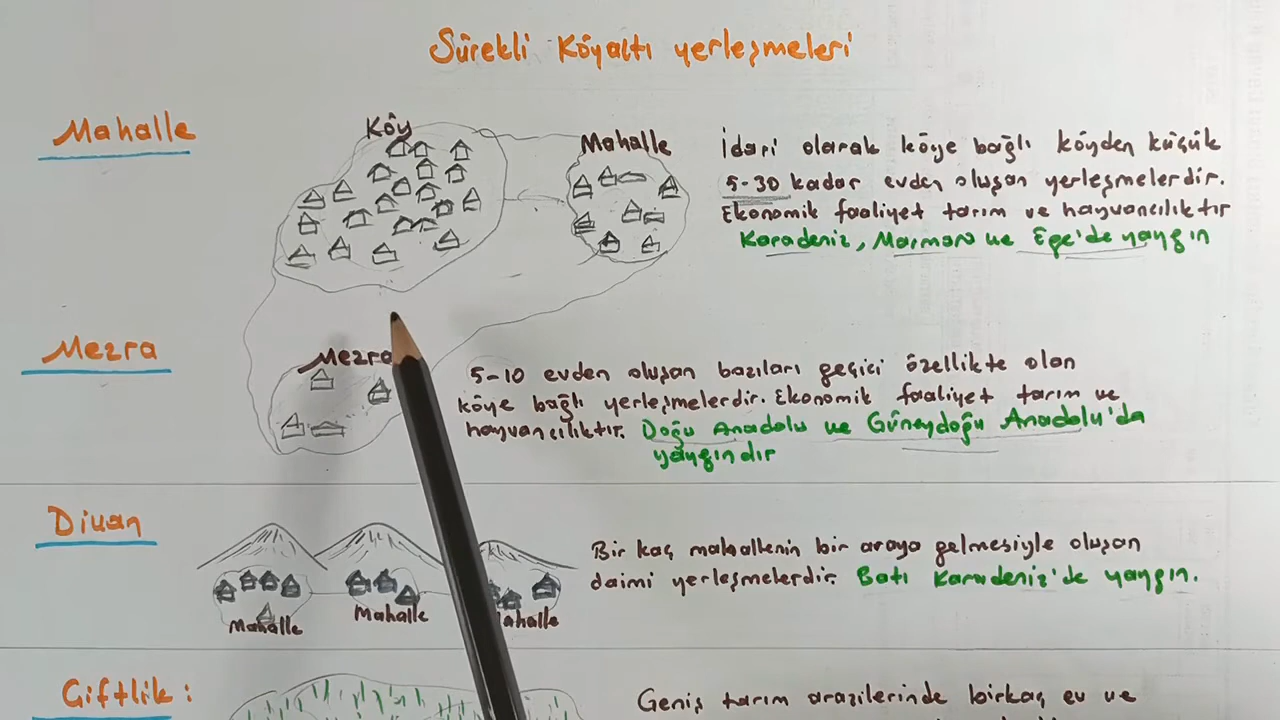 Sürekli Köyaltı yerleşmeleri
Mahalle
Köy
Mahalle
İdari olarak köye bağlı köyden küçük
5-30 kadar evden oluşan yerleşmelerdir.
Ekonomik faaliyet tarım ve hayvancılıktır
Karadeniz, Marmara ve Ege'de yaygın
Mezra
Mezra
5-10 evden oluşan bazıları geçici özellikte olan
köye bağlı yerleşmelerdir. Ekonomik faaliyet tarım ve
hayvancılıktır. Doğu Anadolu ve Güneydoğu Anadolu'da
yaygındır
Divan
Mahalle
Mahalle
Mahalle
Bir kaç mahallenin bir araya gelmesiyle oluşan
daimi yerleşmelerdir. Batı Karadeniz'de yaygın.
Çiftlik:
Geniş tarım arazilerinde birkaç ev ve